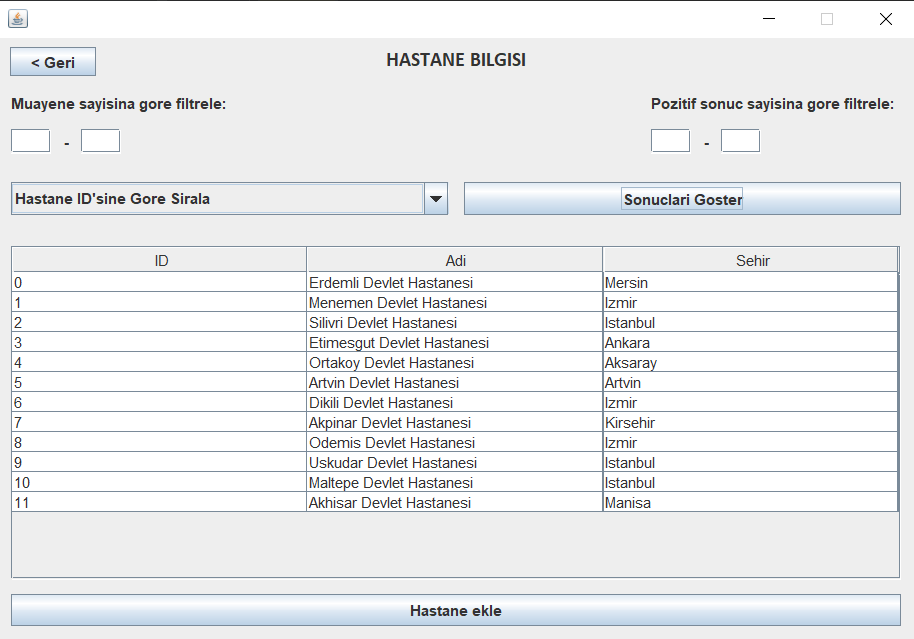 < Geri
HASTANE BILGISI
Muayene sayisina gore filtrele:
Pozitif sonuc sayisina gore filtrele:
- -
Hastane ID'sine Gore Sirala
Sonuclari Goster
ID Adi Sehir
0 Erdemli Devlet Hastanesi Mersin
1 Menemen Devlet Hastanesi Izmir
2 Silivri Devlet Hastanesi Istanbul
3 Etimesgut Devlet Hastanesi Ankara
4 Ortakoy Devlet Hastanesi Aksaray
5 Artvin Devlet Hastanesi Artvin
6 Dikili Devlet Hastanesi Izmir
7 Akpinar Devlet Hastanesi Kirsehir
8 Odemis Devlet Hastanesi Izmir
9 Uskudar Devlet Hastanesi Istanbul
10 Maltepe Devlet Hastanesi Istanbul
11 Akhisar Devlet Hastanesi Manisa
Hastane ekle